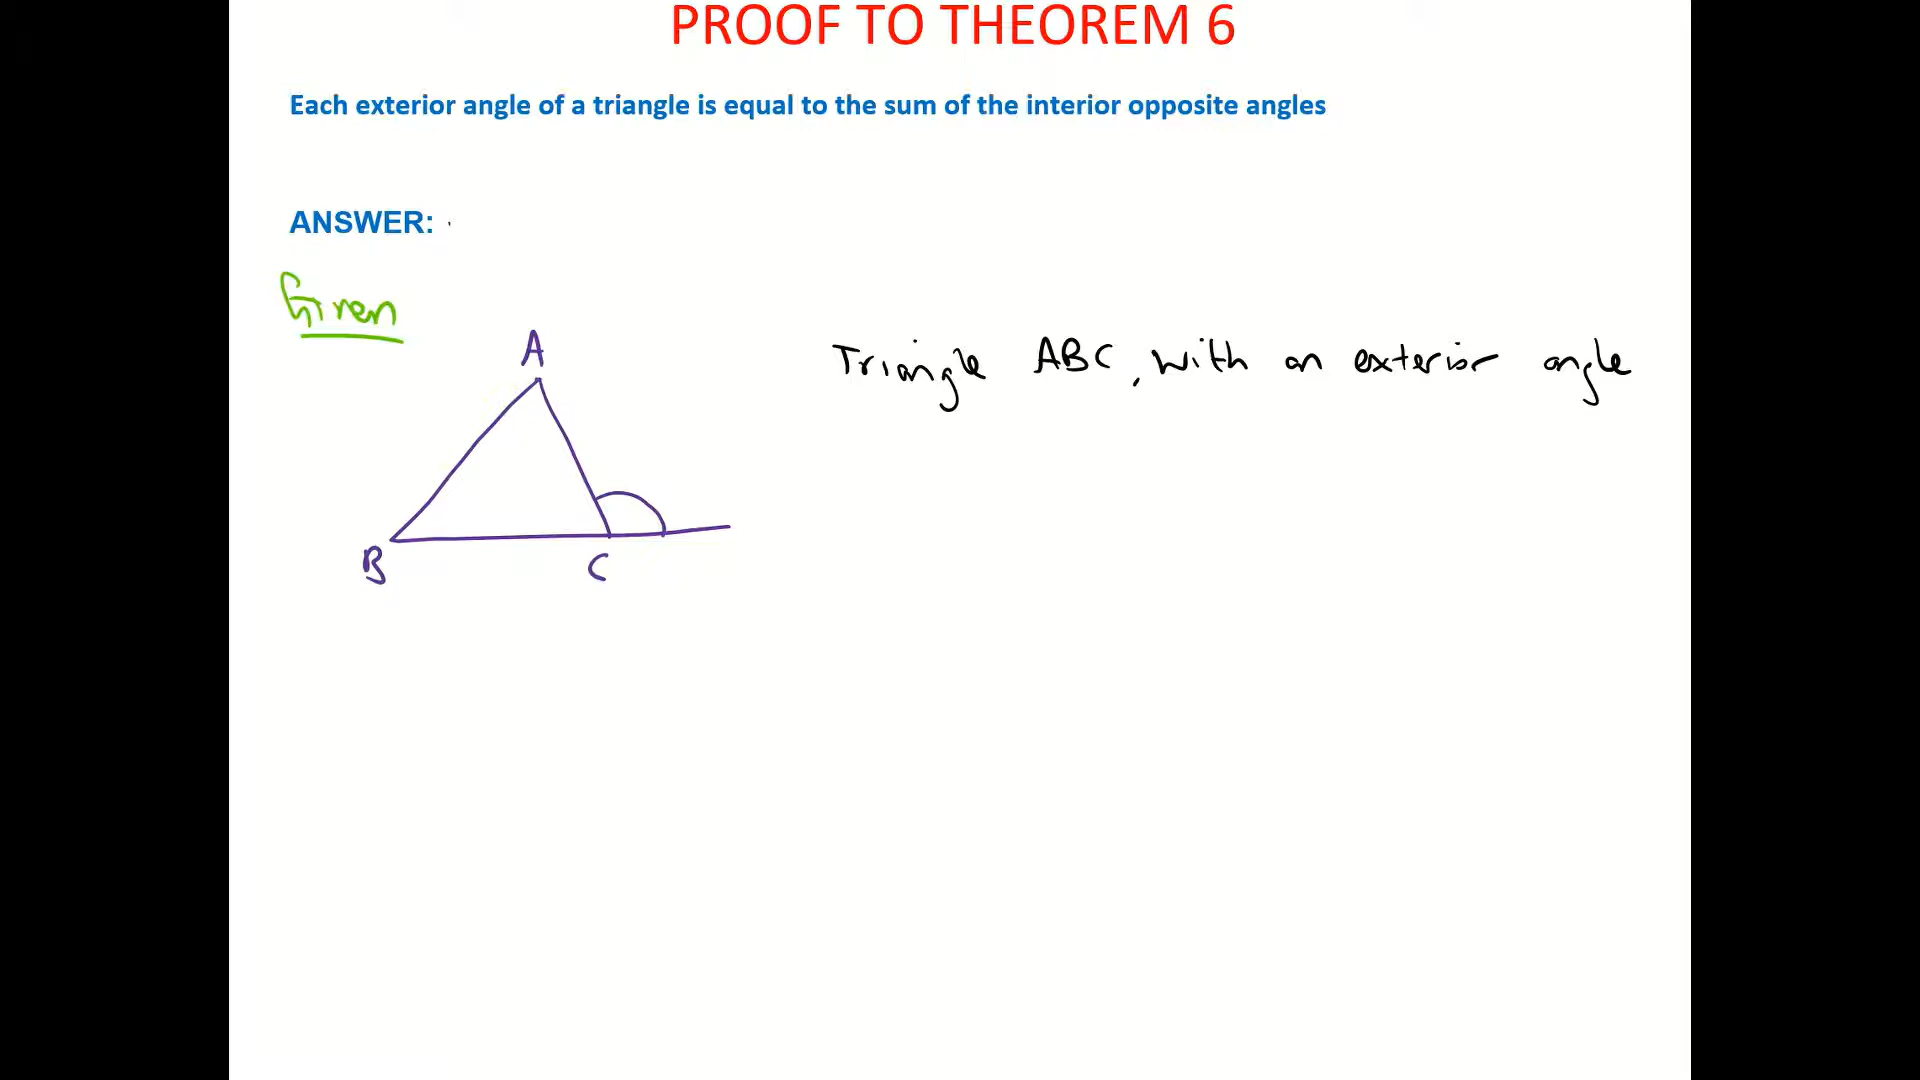 PROOF TO THEOREM 6
Each exterior angle of a triangle is equal to the sum of the interior opposite angles
ANSWER:
Given
A
Triangle ABC, with an exterior angle
B
C